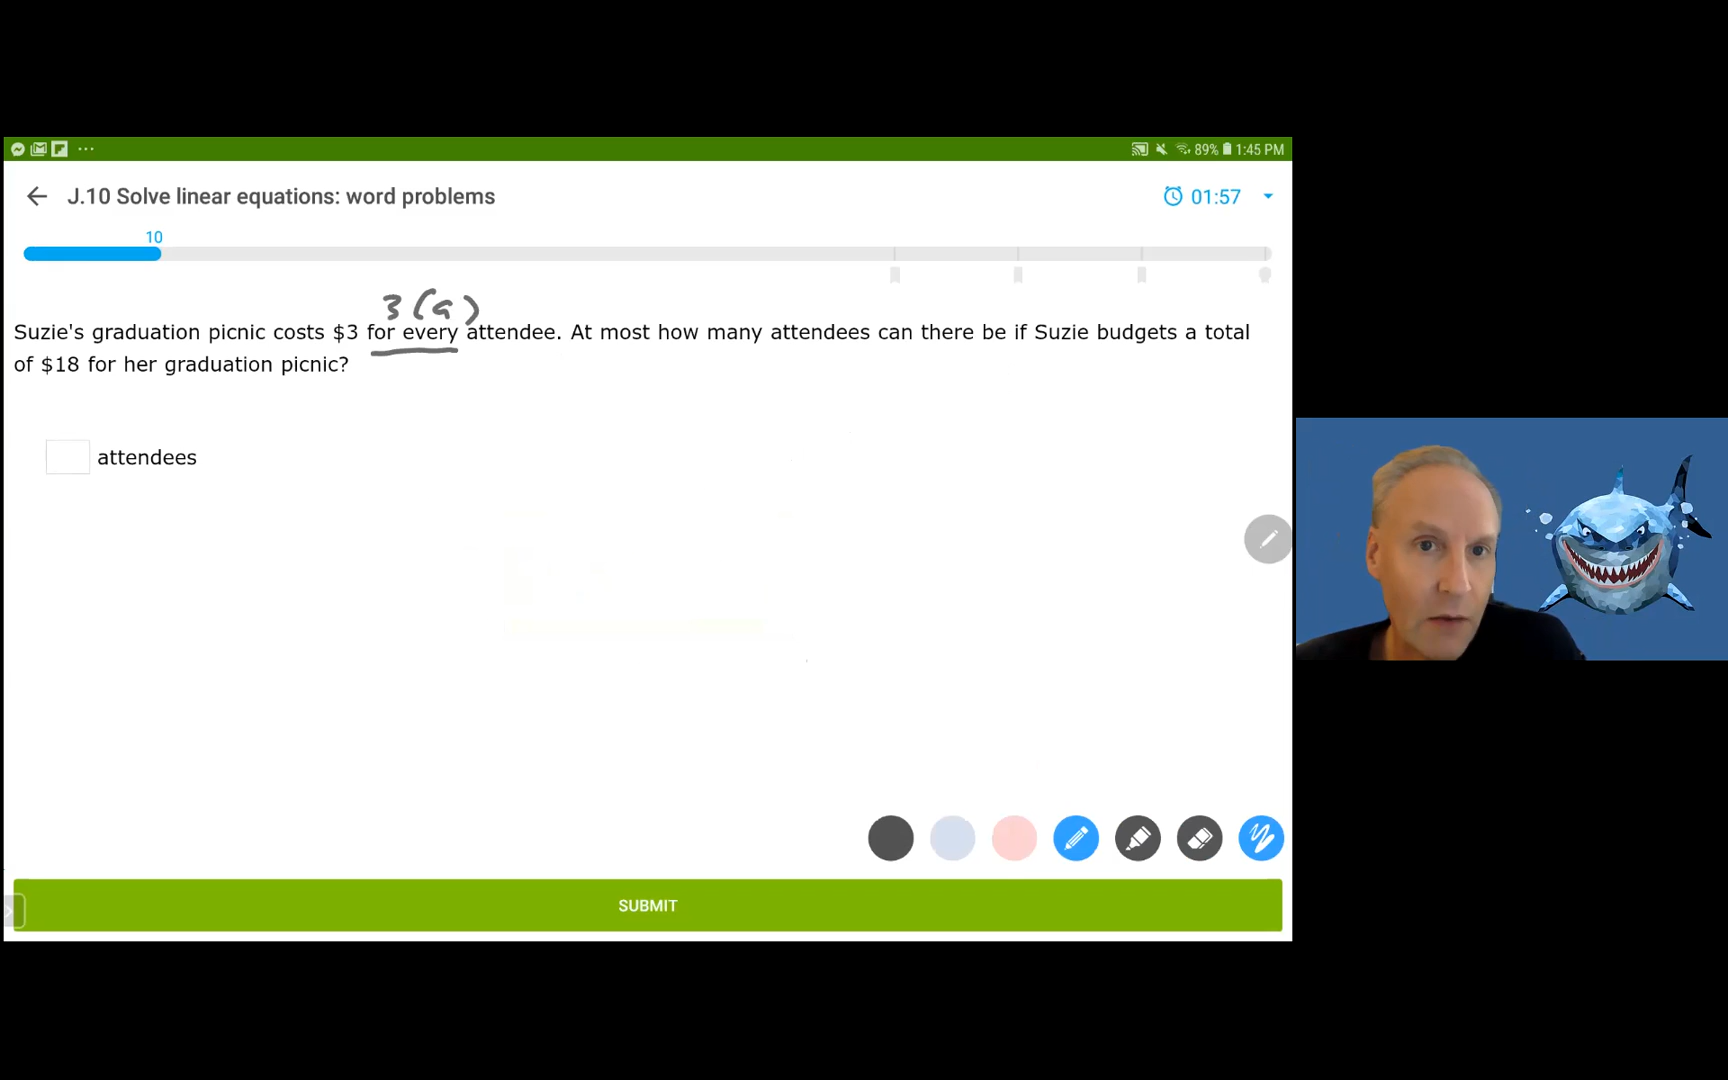 89% 1:45 PM
J.10 Solve linear equations: word problems
01:57
10
3 (a)
Suzie's graduation picnic costs $3 for every attendee. At most how many attendees can there be if Suzie budgets a total
of $18 for her graduation picnic?
attendees
SUBMIT